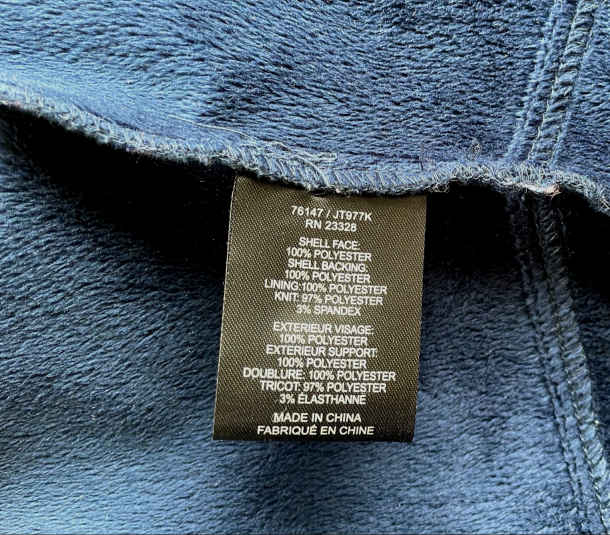 76147 / JT977K
RN 23328
SHELL FACE:
100% POLYESTER
SHELL BACKING:
100% POLYESTER
LINING:100% POLYESTER
KNIT: 97% POLYESTER
3% SPANDEX
EXTERIEUR VISAGE:
100% POLYESTER
EXTERIEUR SUPPORT:
100% POLYESTER
DOUBLURE: 100% POLYESTER
TRICOT: 97% POLYESTER
3% ÉLASTHANNE
MADE IN CHINA
FABRIQUÉ EN CHINE